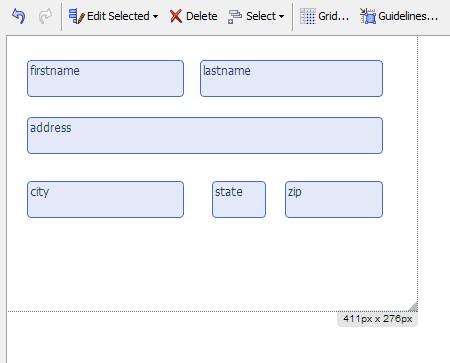 Edit Selected Delete Select Grid... Guidelines...
firstname lastname
address
city state zip
411px x 276px